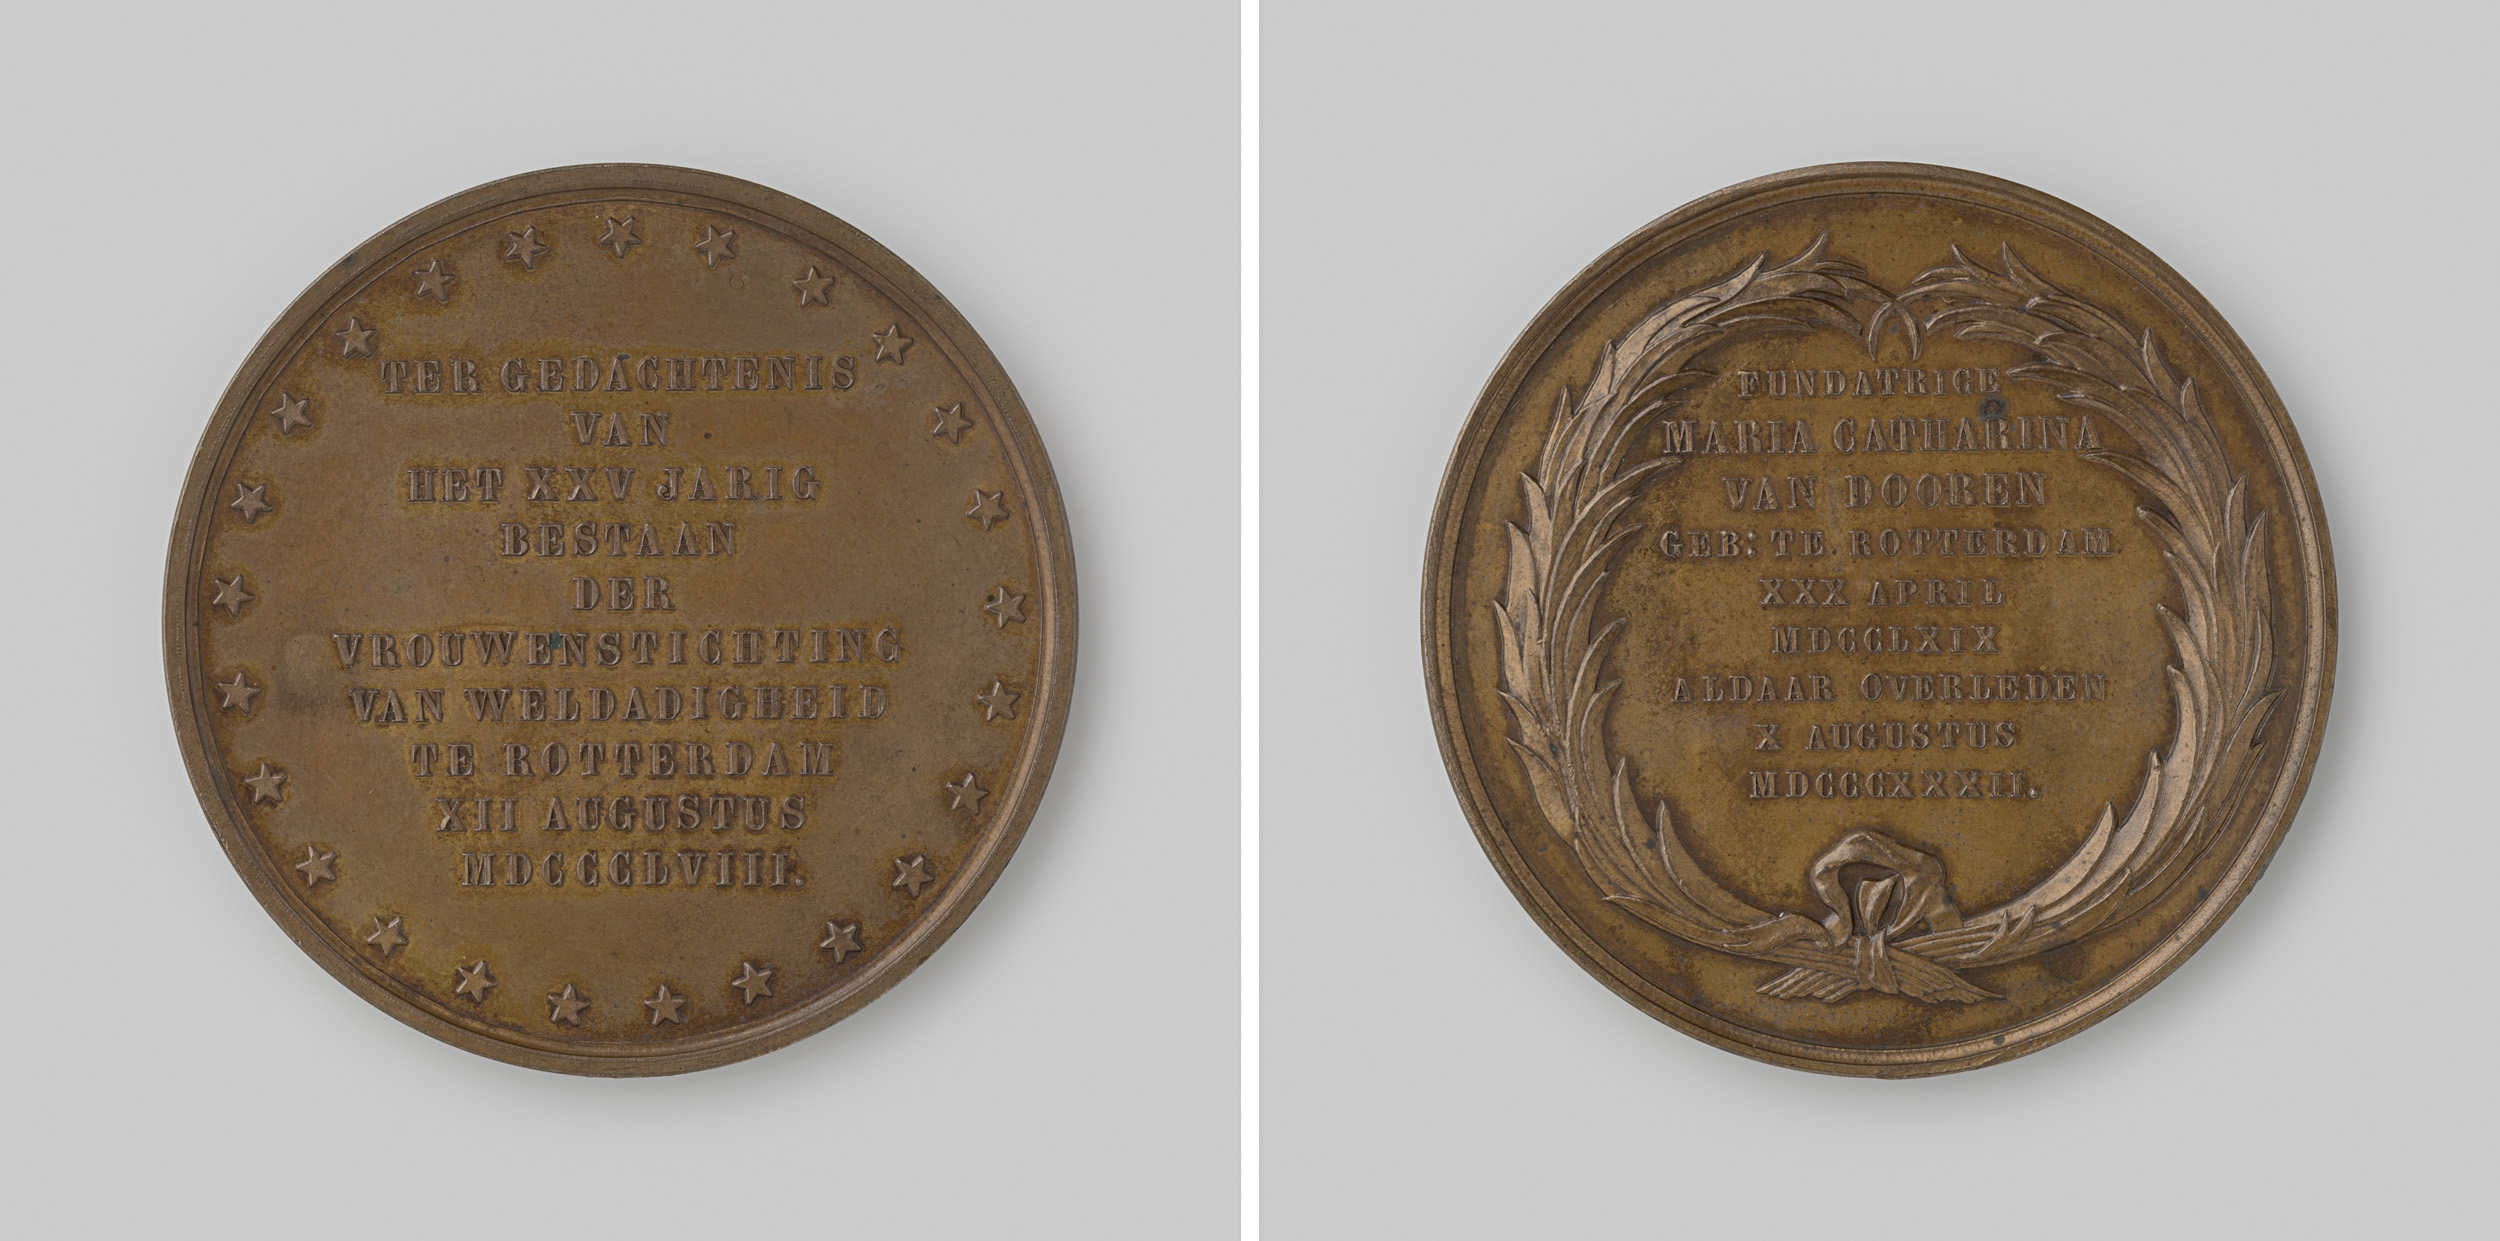 TER GEDACHTENIS
VAN
HET XXV JARIG
BESTAAN
DER
VROUWENSTICHTING
VAN WELDADIGHEID
TE ROTTERDAM
XII AUGUSTUS
MDCCCLVIII.
FUNDATRICE
MARIA CATHARINA
VAN DOOREN
GEB: TE ROTTERDAM
XXX APRIL
MDCCLXIX
ALDAAR OVERLEDEN
X AUGUSTUS
MDCCCXXXII.